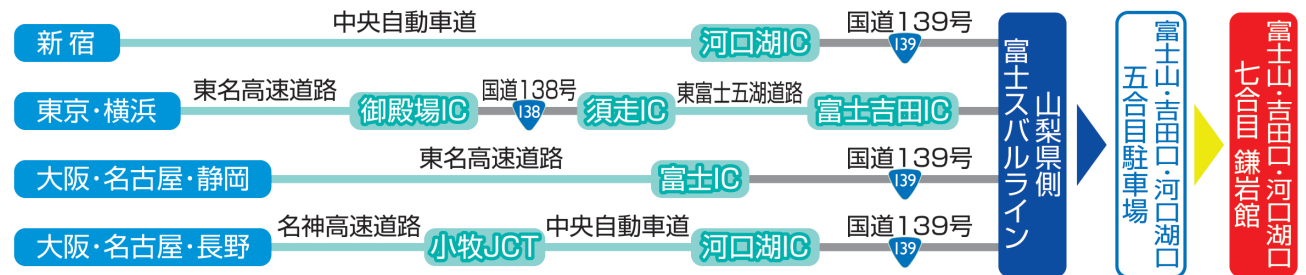 中央自動車道
国道139号
新宿
河口湖IC
139
東名高速道路
国道138号
東富士五湖道路
東京・横浜
御殿場IC
138
須走IC
富士吉田IC
東名高速道路
国道139号
大阪・名古屋・静岡
富士IC
139
名神高速道路
中央自動車道
国道139号
大阪・名古屋・長野
小牧JCT
河口湖IC
139
山梨県側
富士スバルライン
富士山・吉田口・河口湖口
五合目駐車場
富士山・吉田口・河口湖口
七合目 鎌岩館